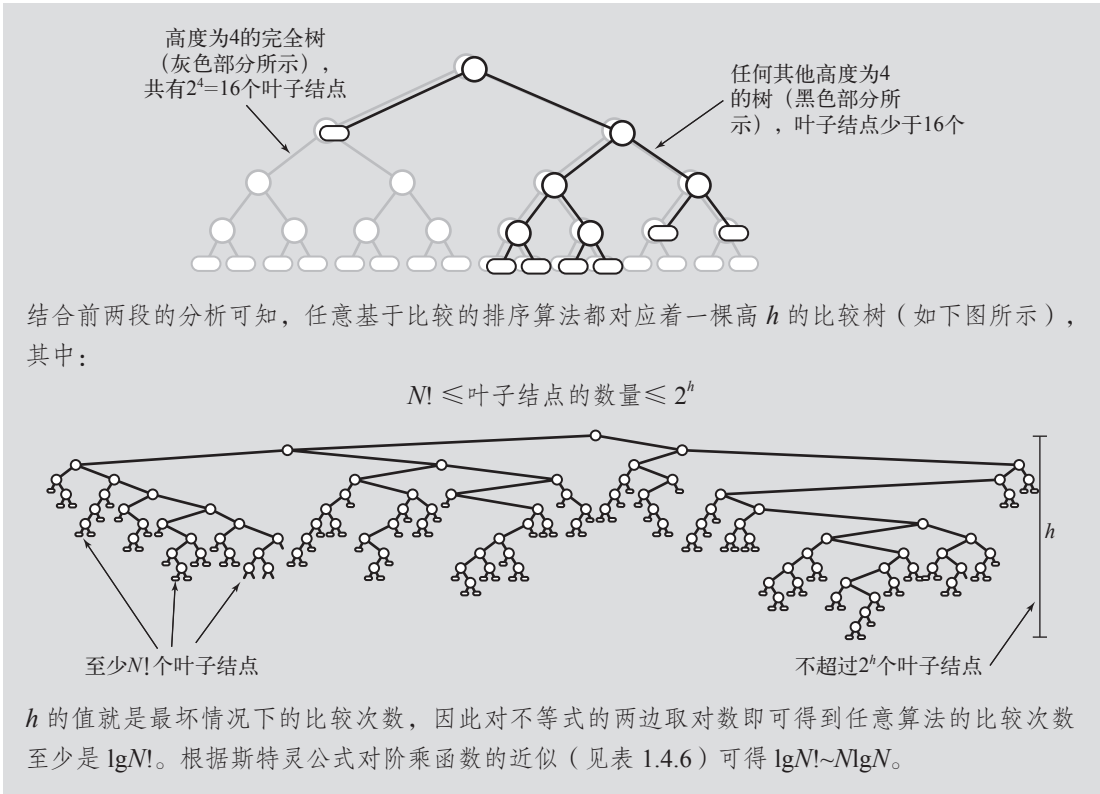 高度为4的完全树
（灰色部分所示），
共有2⁴=16个叶子结点
任何其他高度为4
的树（黑色部分所
示），叶子结点少于16个
结合前两段的分析可知，任意基于比较的排序算法都对应着一棵高 h 的比较树（如下图所示），
其中：
N! ≤叶子结点的数量≤ 2ʰ
h
至少N!个叶子结点
不超过2ʰ个叶子结点
h 的值就是最坏情况下的比较次数，因此对不等式的两边取对数即可得到任意算法的比较次数
至少是 lgN!。根据斯特灵公式对阶乘函数的近似（见表 1.4.6）可得 lgN!~NlgN。